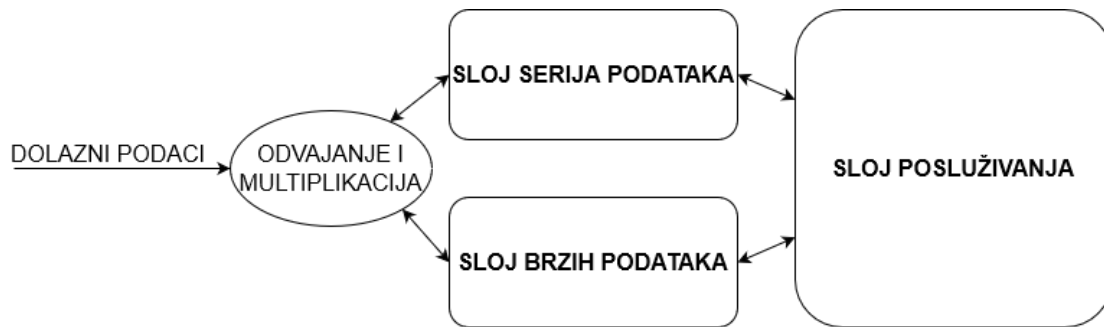 DOLAZNI PODACI
ODVAJANJE I
MULTIPLIKACIJA
SLOJ SERIJA PODATAKA
SLOJ BRZIH PODATAKA
SLOJ POSLUŽIVANJA